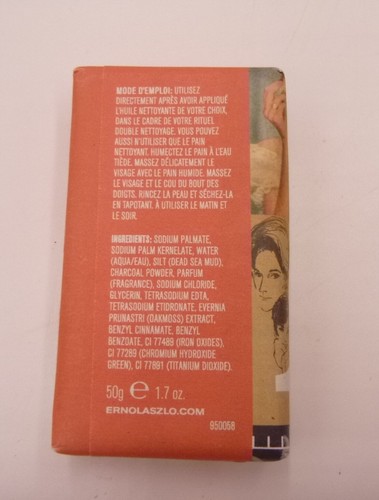 MODE D'EMPLOI: UTILISEZ
DIRECTEMENT APRÈS AVOIR APPLIQUÉ
L'HUILE NETTOYANTE DE VOTRE CHOIX,
DANS LE CADRE DE VOTRE RITUEL
DOUBLE NETTOYAGE. VOUS POUVEZ
AUSSI N'UTILISER QUE LE PAIN
NETTOYANT. HUMECTEZ LE PAIN À L'EAU
TIÈDE. MASSEZ DÉLICATEMENT LE
VISAGE AVEC LE PAIN HUMIDE. MASSEZ
LE VISAGE ET LE COU DU BOUT DES
DOIGTS. RINCEZ LA PEAU ET SÉCHEZ-LA
EN TAPOTANT. À UTILISER LE MATIN ET
LE SOIR.
INGREDIENTS: SODIUM PALMATE,
SODIUM PALM KERNELATE, WATER
(AQUA/EAU), SILT (DEAD SEA MUD),
CHARCOAL POWDER, PARFUM
(FRAGRANCE), SODIUM CHLORIDE,
GLYCERIN, TETRASODIUM EDTA,
TETRASODIUM ETIDRONATE, EVERNIA
PRUNASTRI (OAKMOSS) EXTRACT,
BENZYL CINNAMATE, BENZYL
BENZOATE, CI 77489 (IRON OXIDES),
CI 77289 (CHROMIUM HYDROXIDE
GREEN), CI 77891 (TITANIUM DIOXIDE).
50g e 1.7 oz.
ERNOLASZLO.COM
950058